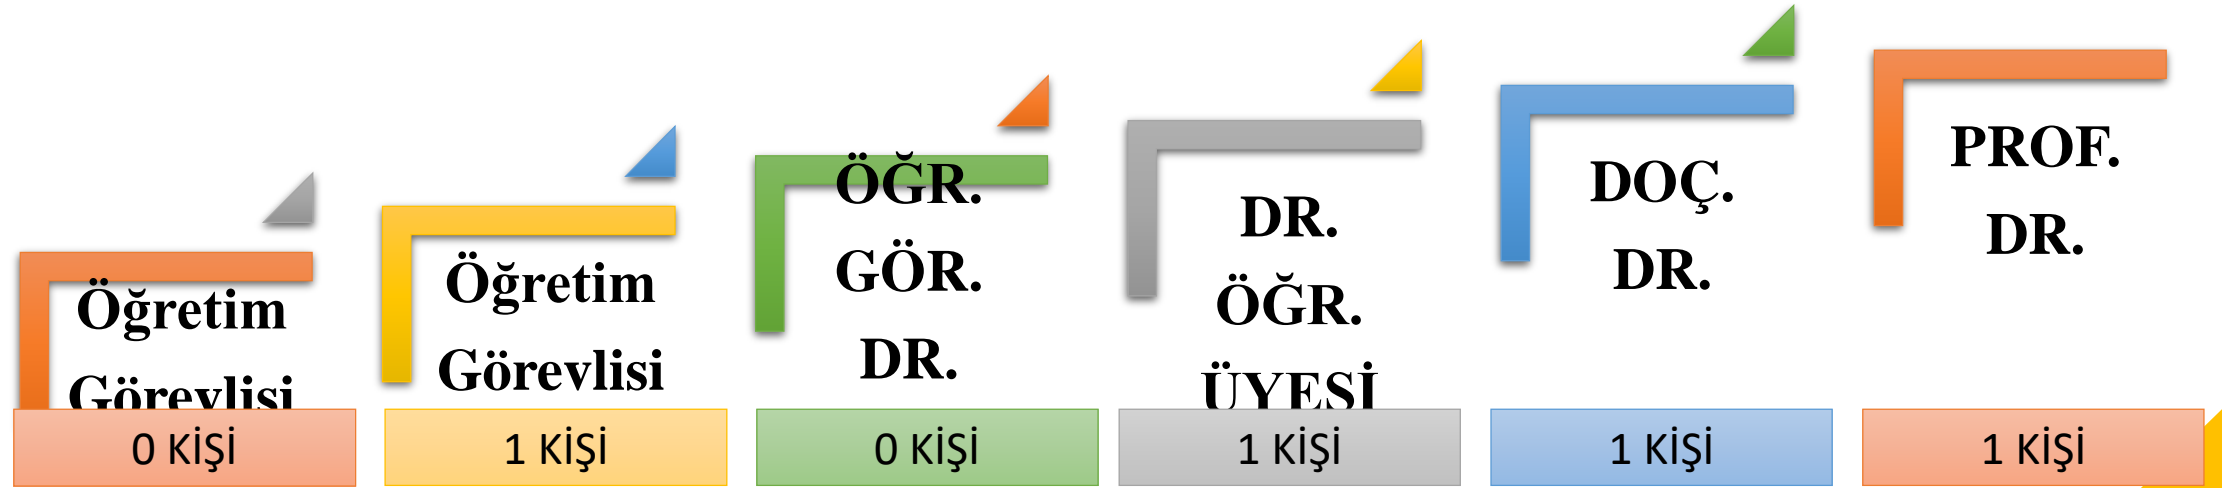 Öğretim
Görevlisi
0 KİŞİ
Öğretim
Görevlisi
1 KİŞİ
ÖĞR.
GÖR.
DR.
0 KİŞİ
DR.
ÖĞR.
ÜYESİ
1 KİŞİ
DOÇ.
DR.
1 KİŞİ
PROF.
DR.
1 KİŞİ